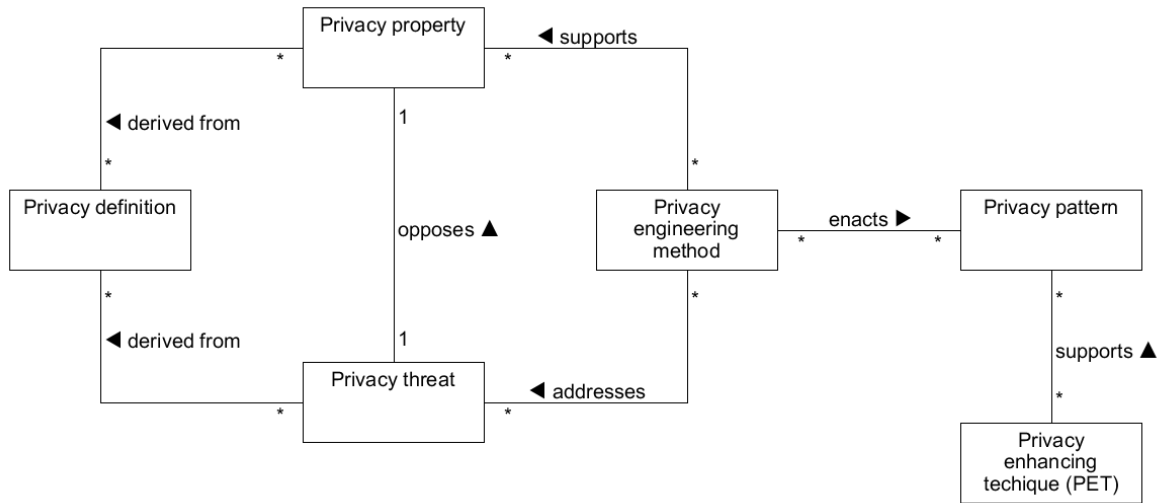 Privacy property
◀ supports
*
*
1
◀ derived from
*
*
Privacy definition
Privacy
engineering
method
enacts ▶
*
*
Privacy pattern
opposes ▲
*
*
*
◀ derived from
1
supports ▲
Privacy threat
◀ addresses
*
*
*
Privacy
enhancing
techique (PET)